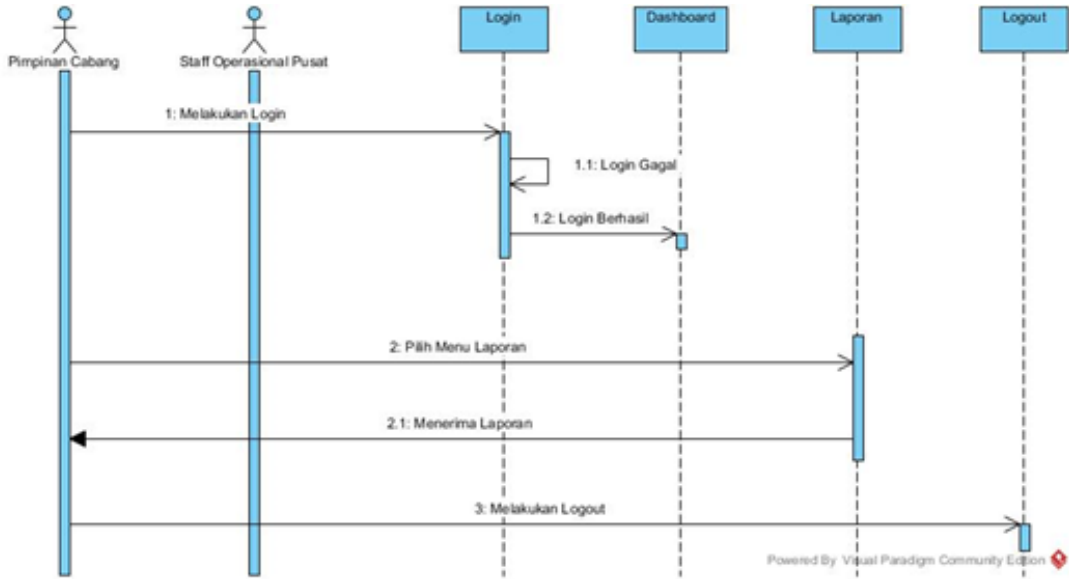 Login
Dashboard
Laporan
Logout
Pimpinan Cabang
Staff Operasional Pusat
1: Melakukan Login
1.1: Login Gagal
1.2: Login Berhasil
2: Pilih Menu Laporan
2.1: Menerima Laporan
3: Melakukan Logout
Powered By Visual Paradigm Community Edition